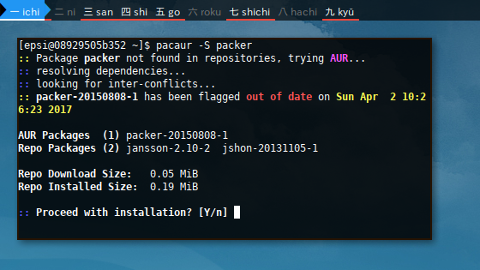 一 ichi 二 ni 三 san 四 shi 五 go 六 roku 七 shichi 八 hachi 九 kyū
[epsi@08929505b352 ~]$ pacaur -S packer
:: Package packer not found in repositories, trying AUR...
:: resolving dependencies...
:: looking for inter-conflicts...
:: packer-20150808-1 has been flagged out of date on Sun Apr  2 10:2
6:23 2017
AUR Packages  (1) packer-20150808-1
Repo Packages (2) jansson-2.10-2  jshon-20131105-1
Repo Download Size:   0.05 MiB
Repo Installed Size:  0.19 MiB
:: Proceed with installation? [Y/n]